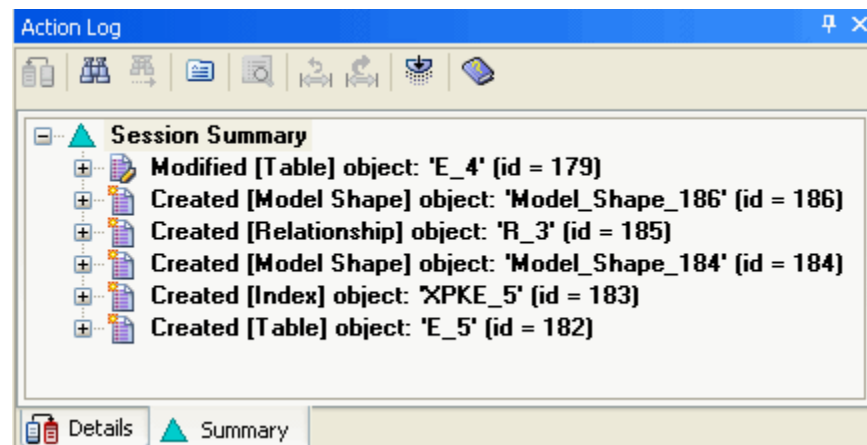 Action Log
Session Summary
Modified [Table] object: 'E_4' (id = 179)
Created [Model Shape] object: 'Model_Shape_186' (id = 186)
Created [Relationship] object: 'R_3' (id = 185)
Created [Model Shape] object: 'Model_Shape_184' (id = 184)
Created [Index] object: 'XPKE_5' (id = 183)
Created [Table] object: 'E_5' (id = 182)
Details
Summary